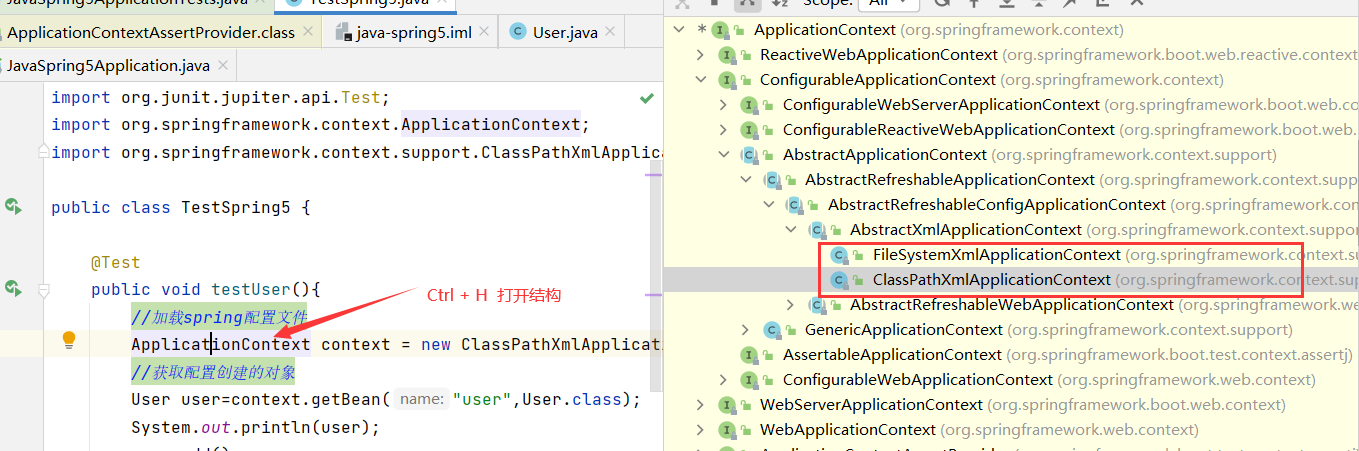 JavaSpring5ApplicationTests.java
TestSpring5.java
ApplicationContextAssertProvider.class
java-spring5.iml
User.java
JavaSpring5Application.java
import org.junit.jupiter.api.Test;
import org.springframework.context.ApplicationContext;
import org.springframework.context.support.ClassPathXmlApplica
public class TestSpring5 {
@Test
public void testUser(){
//加载spring配置文件
ApplicationContext context = new ClassPathXmlApplicati
//获取配置创建的对象
User user=context.getBean( name: "user",User.class);
System.out.println(user);
Ctrl + H 打开结构
Scope: All
* ApplicationContext (org.springframework.context)
ReactiveWebApplicationContext (org.springframework.boot.web.reactive.context
ConfigurableApplicationContext (org.springframework.context)
ConfigurableWebServerApplicationContext (org.springframework.boot.web.co
ConfigurableReactiveWebApplicationContext (org.springframework.boot.web.
AbstractApplicationContext (org.springframework.context.support)
AbstractRefreshableApplicationContext (org.springframework.context.supp
AbstractRefreshableConfigApplicationContext (org.springframework.con
AbstractXmlApplicationContext (org.springframework.context.suppo
FileSystemXmlApplicationContext (org.springframework.context.su
ClassPathXmlApplicationContext (org.springframework.context.sup
AbstractRefreshableWebApplicationContext (org.springframework.bo
GenericApplicationContext (org.springframework.context.support)
AssertableApplicationContext (org.springframework.boot.test.context.assertj)
ConfigurableWebApplicationContext (org.springframework.web.context)
WebServerApplicationContext (org.springframework.boot.web.context)
WebApplicationContext (org.springframework.web.context)